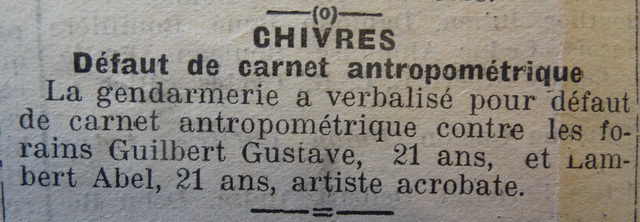 (o)
CHIVRES
Défaut de carnet antropométrique
La gendarmerie a verbalisé pour défaut
de carnet antropométrique contre les fo-
rains Guilbert Gustave, 21 ans, et Lam-
bert Abel, 21 ans, artiste acrobate.